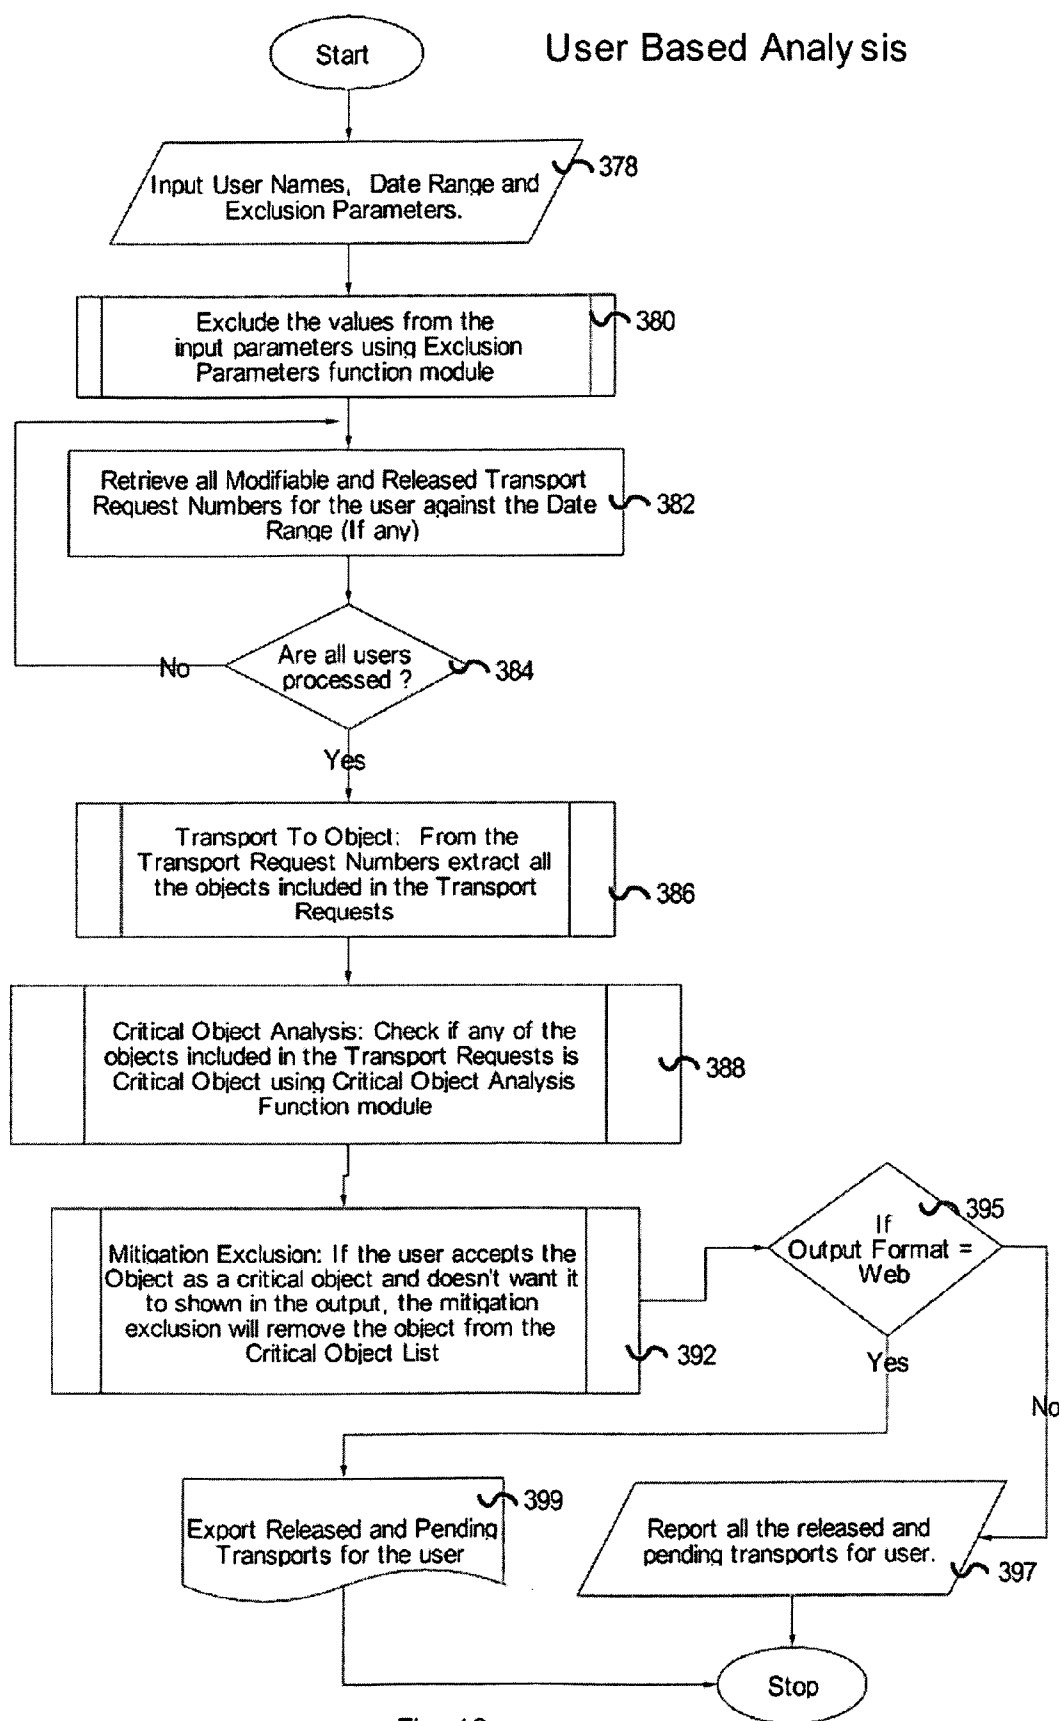 Start
User Based Analysis
Input User Names, Date Range and
Exclusion Parameters.
378
Exclude the values from the
input parameters using Exclusion
Parameters function module
380
Retrieve all Modifiable and Released Transport
Request Numbers for the user against the Date
Range (If any)
382
Are all users
processed ?
384
No
Yes
Transport To Object: From the
Transport Request Numbers extract all
the objects included in the Transport
Requests
386
Critical Object Analysis: Check if any of the
objects included in the Transport Requests is
Critical Object using Critical Object Analysis
Function module
388
Mitigation Exclusion: If the user accepts the
Object as a critical object and doesn't want it
to shown in the output, the mitigation
exclusion will remove the object from the
Critical Object List
392
If
Output Format =
Web
395
Yes
No
Export Released and Pending
Transports for the user
399
Report all the released and
pending transports for user.
397
Stop